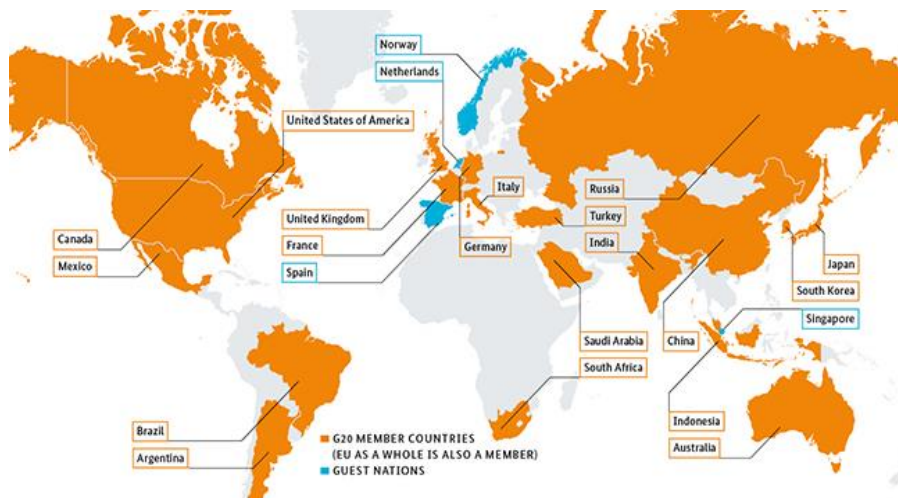 Norway
Netherlands
United States of America
Italy
Russia
United Kingdom
Turkey
Canada
France
Germany
India
Mexico
Spain
Japan
South Korea
Singapore
Saudi Arabia
China
South Africa
Indonesia
Brazil
Australia
Argentina
G20 MEMBER COUNTRIES
(EU AS A WHOLE IS ALSO A MEMBER)
GUEST NATIONS